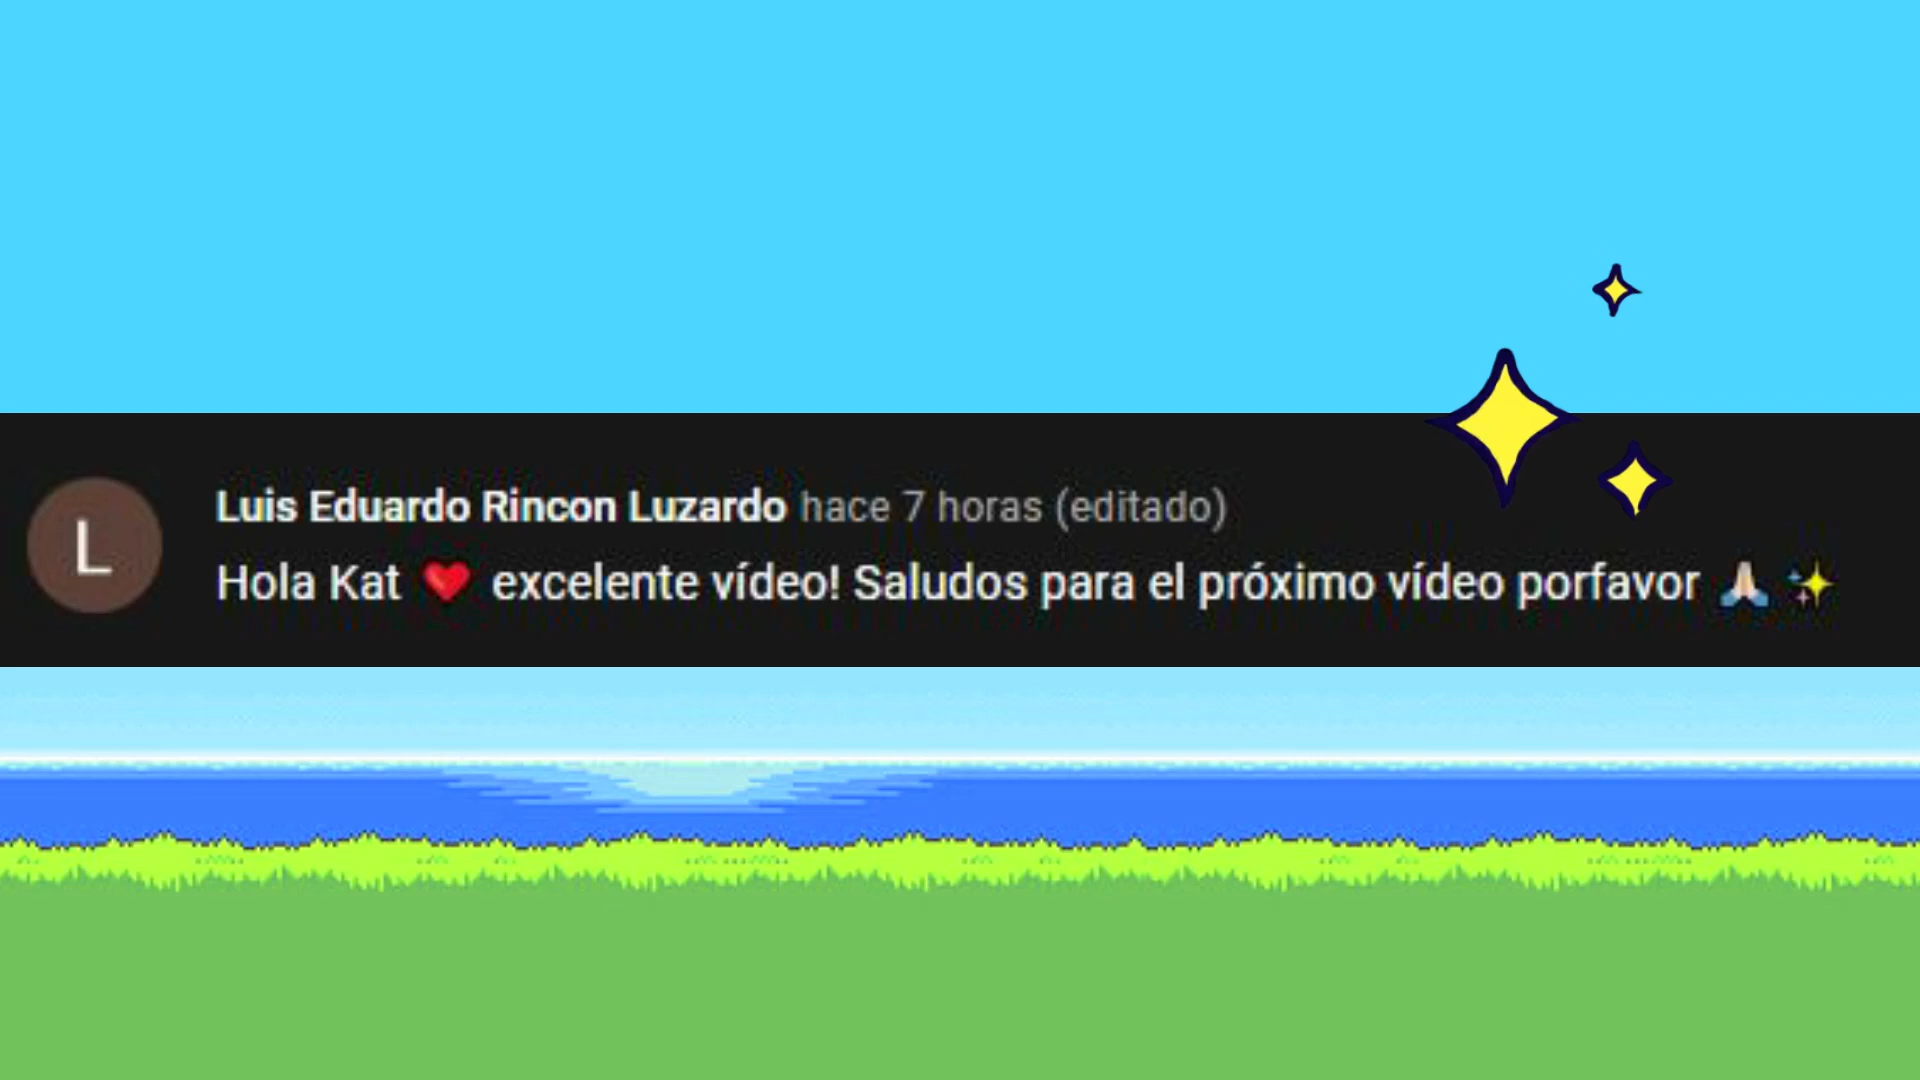 L
Luis Eduardo Rincon Luzardo hace 7 horas (editado)
Hola Kat ❤️ excelente vídeo! Saludos para el próximo vídeo porfavor 🙏🏻 ✨